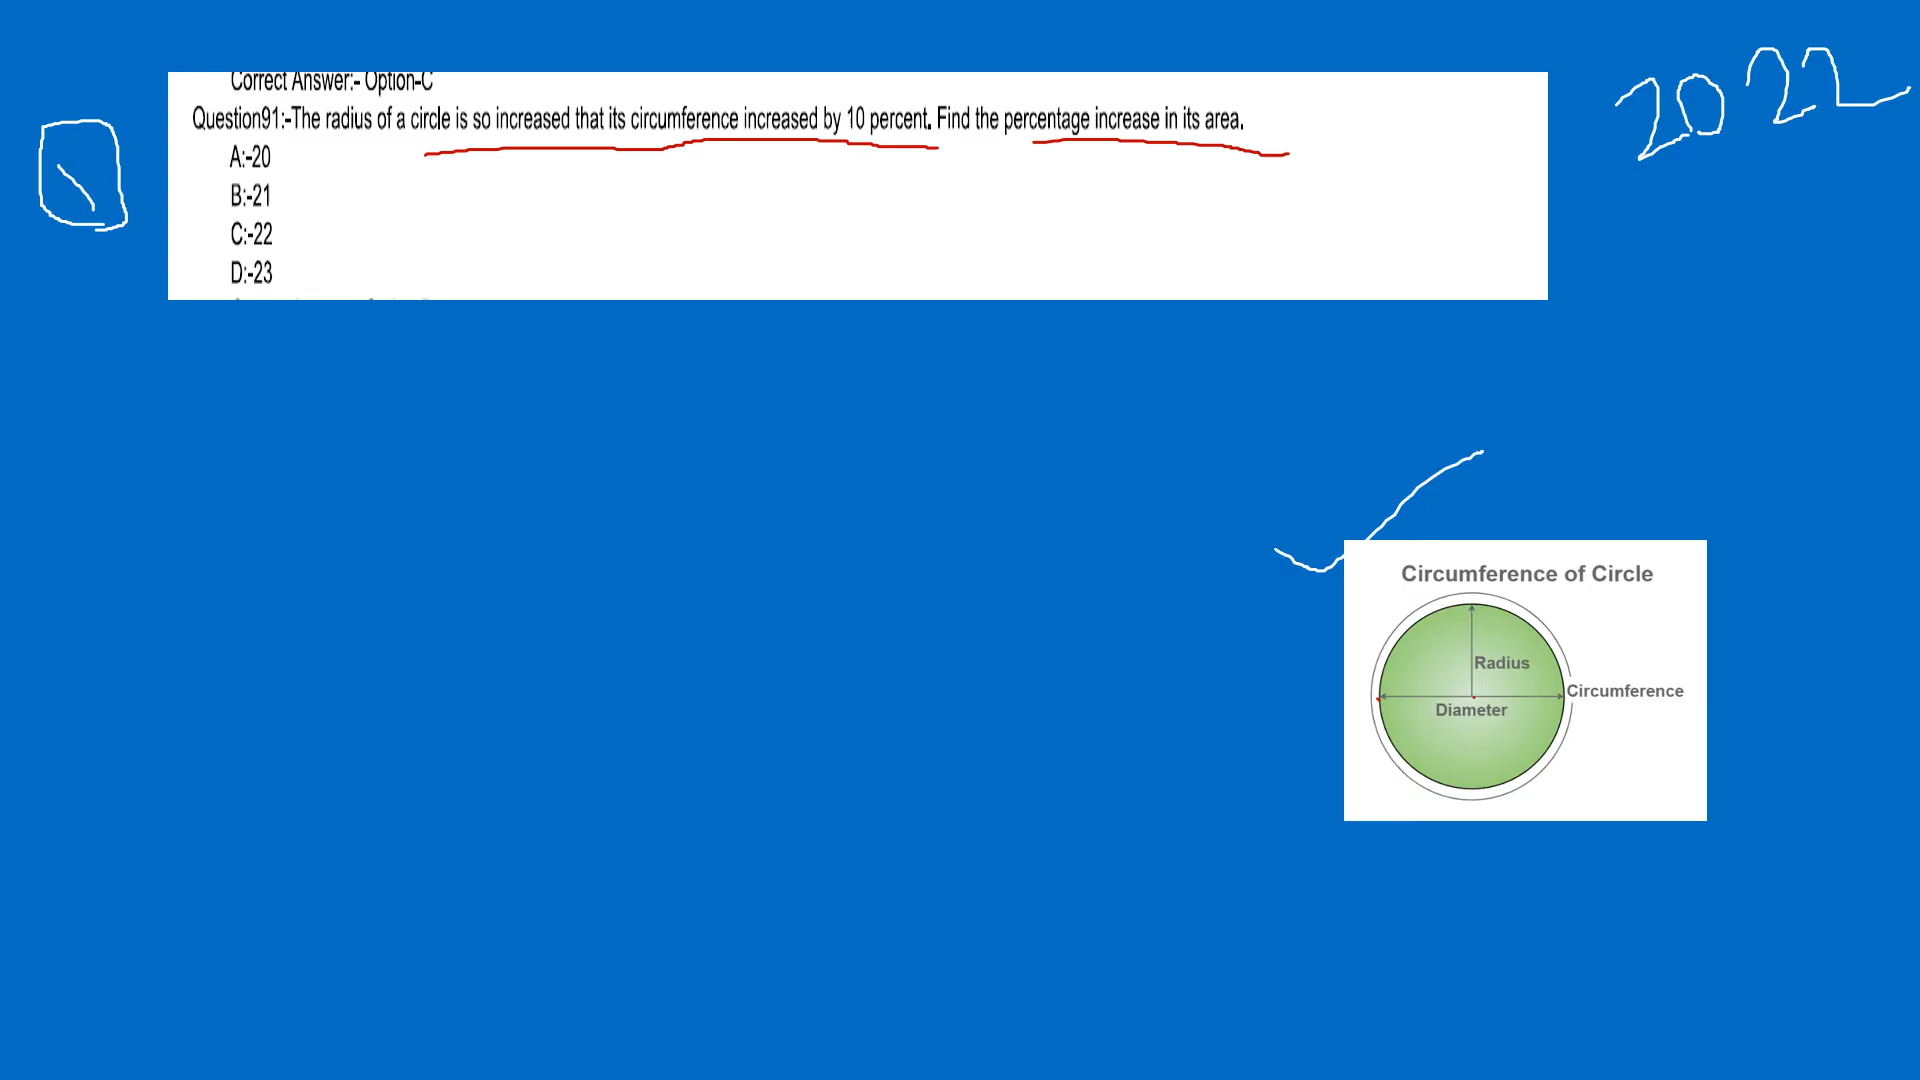 2022
Correct Answer:- Option-C
Question91:-The radius of a circle is so increased that its circumference increased by 10 percent. Find the percentage increase in its area.
A:-20
B:-21
C:-22
D:-23
Circumference of Circle
Radius
Circumference
Diameter